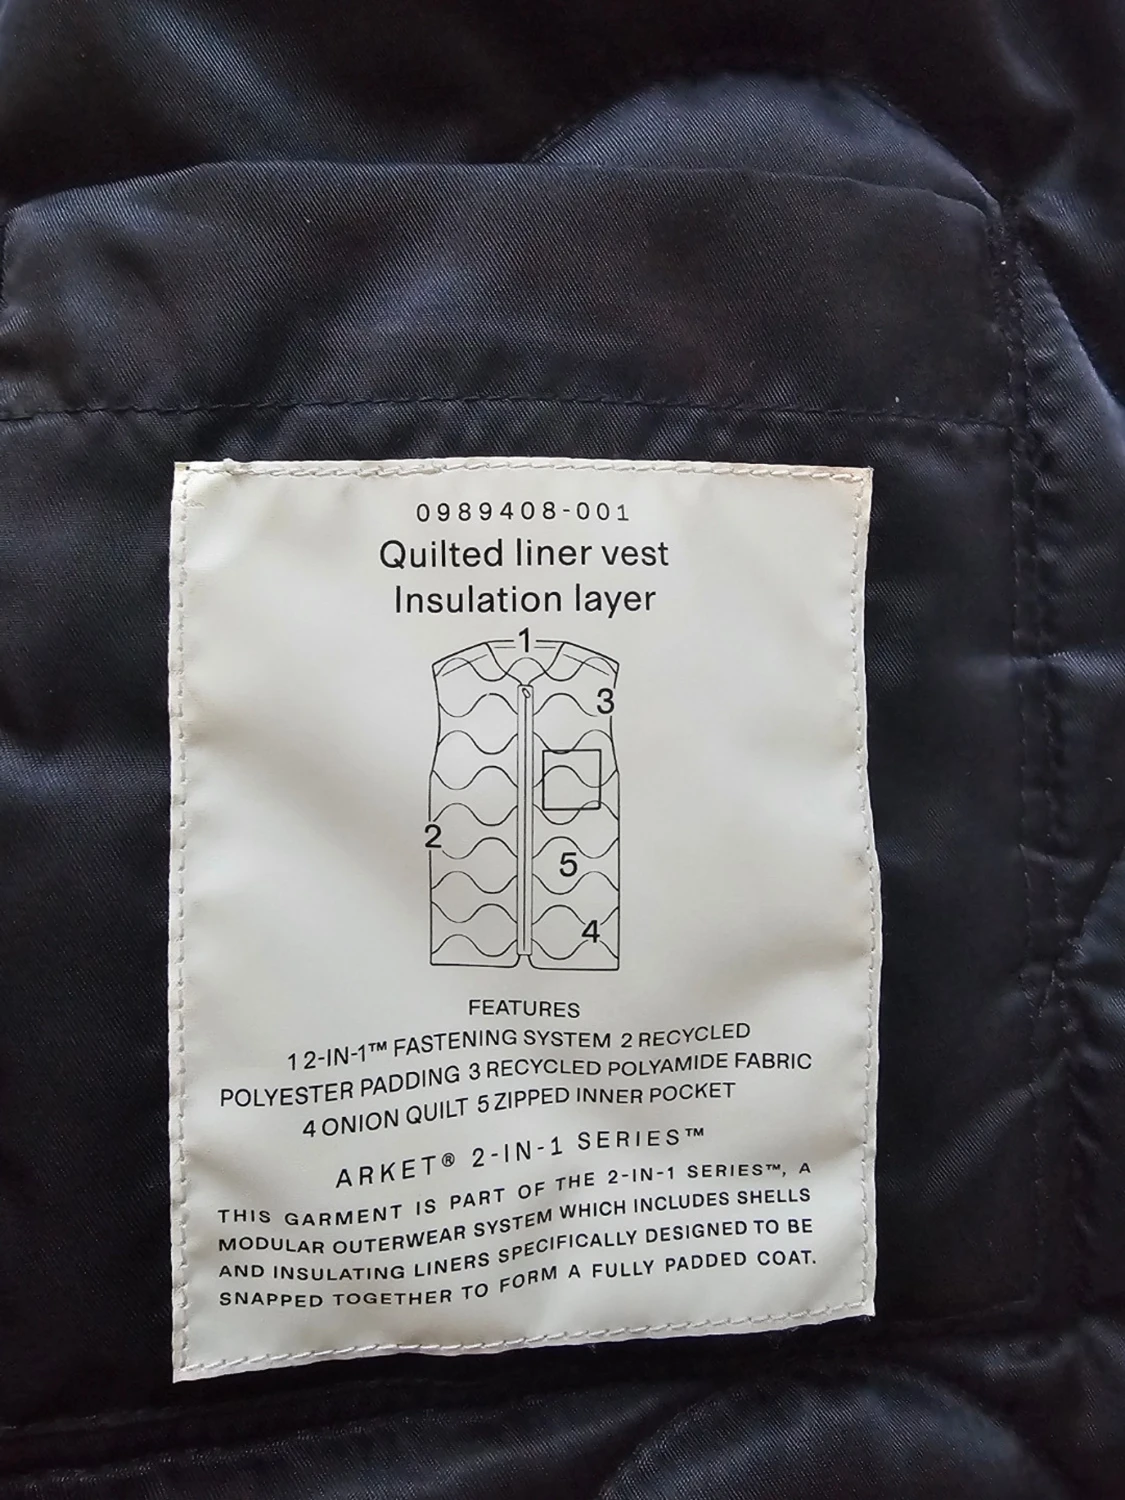 0989408-001
Quilted liner vest
Insulation layer
1
3
2
5
4
FEATURES
1 2-IN-1™ FASTENING SYSTEM 2 RECYCLED
POLYESTER PADDING 3 RECYCLED POLYAMIDE FABRIC
4 ONION QUILT 5 ZIPPED INNER POCKET
ARKET® 2-IN-1 SERIES™
THIS GARMENT IS PART OF THE 2-IN-1 SERIES™, A
MODULAR OUTERWEAR SYSTEM WHICH INCLUDES SHELLS
AND INSULATING LINERS SPECIFICALLY DESIGNED TO BE
SNAPPED TOGETHER TO FORM A FULLY PADDED COAT.